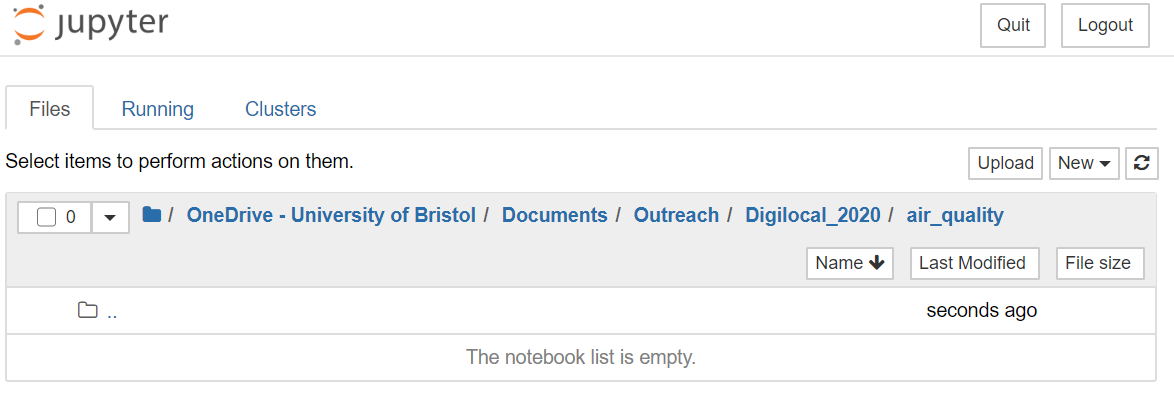 jupyter Quit Logout
Files Running Clusters
Select items to perform actions on them. Upload New
0 / OneDrive - University of Bristol / Documents / Outreach / Digilocal_2020 / air_quality
Name Last Modified File size
.. seconds ago
The notebook list is empty.